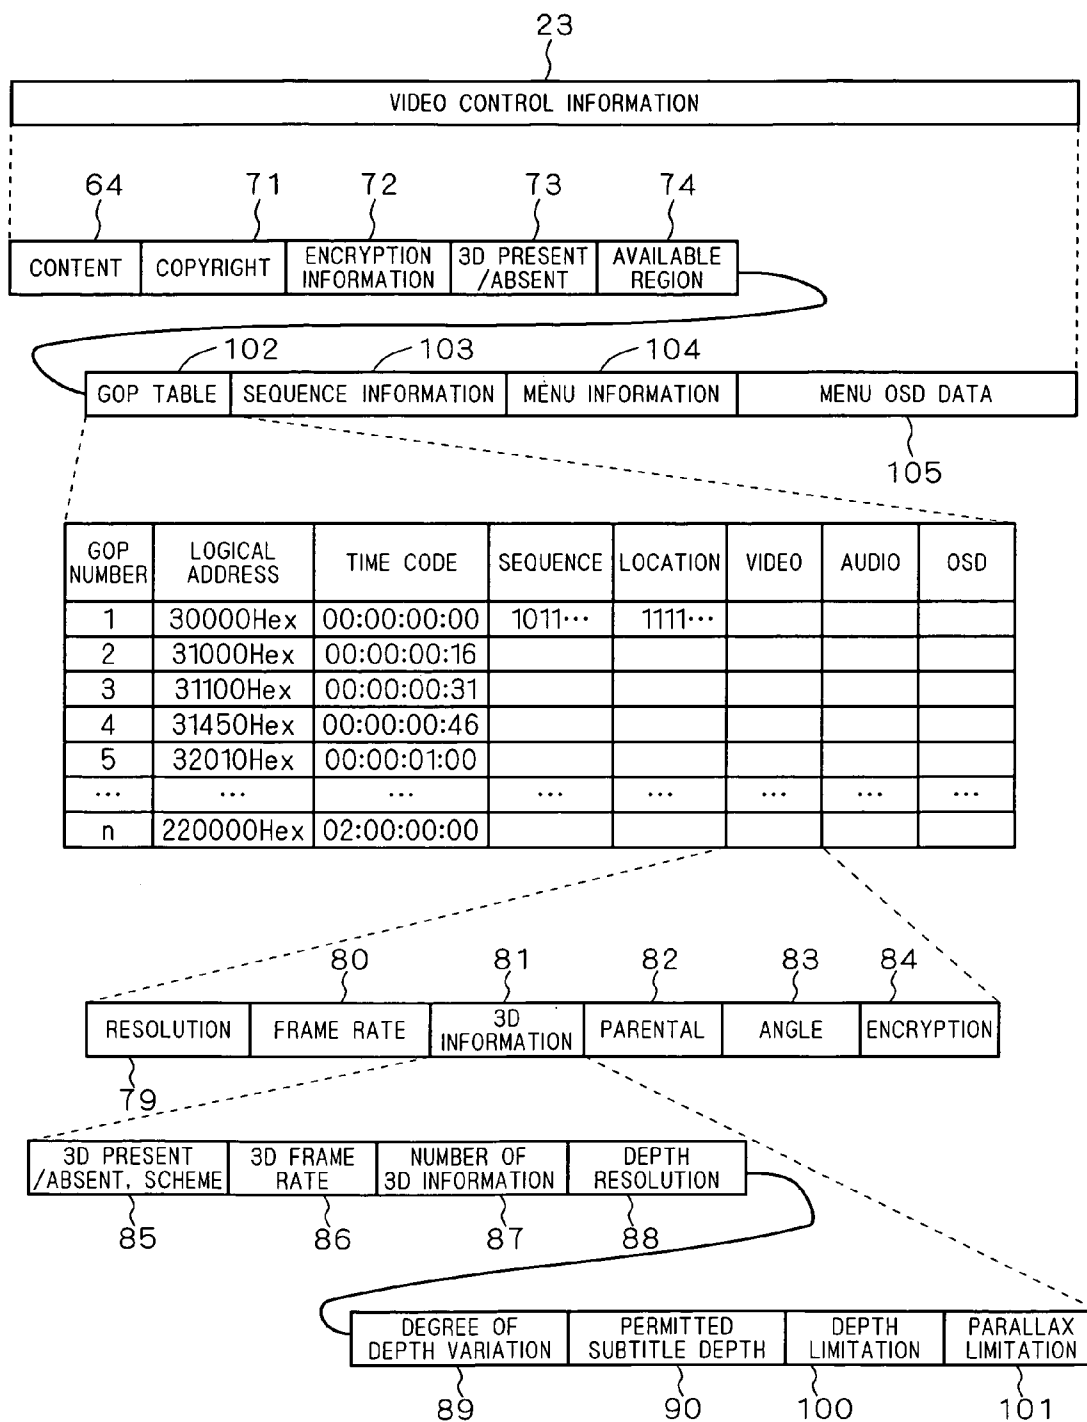 23
VIDEO CONTROL INFORMATION
64 71 72 73 74
CONTENT COPYRIGHT ENCRYPTION INFORMATION 3D PRESENT /ABSENT AVAILABLE REGION
102 103 104
GOP TABLE SEQUENCE INFORMATION MENU INFORMATION MENU OSD DATA
105
GOP NUMBER LOGICAL ADDRESS TIME CODE SEQUENCE LOCATION VIDEO AUDIO OSD
1 30000Hex 00:00:00:00 1011··· 1111···
2 31000Hex 00:00:00:16
3 31100Hex 00:00:00:31
4 31450Hex 00:00:00:46
5 32010Hex 00:00:01:00
··· ··· ··· ··· ··· ··· ··· ···
n 220000Hex 02:00:00:00
80 81 82 83 84
RESOLUTION FRAME RATE 3D INFORMATION PARENTAL ANGLE ENCRYPTION
79
3D PRESENT /ABSENT, SCHEME 3D FRAME RATE NUMBER OF 3D INFORMATION DEPTH RESOLUTION
85 86 87 88
DEGREE OF DEPTH VARIATION PERMITTED SUBTITLE DEPTH DEPTH LIMITATION PARALLAX LIMITATION
89 90 100 101